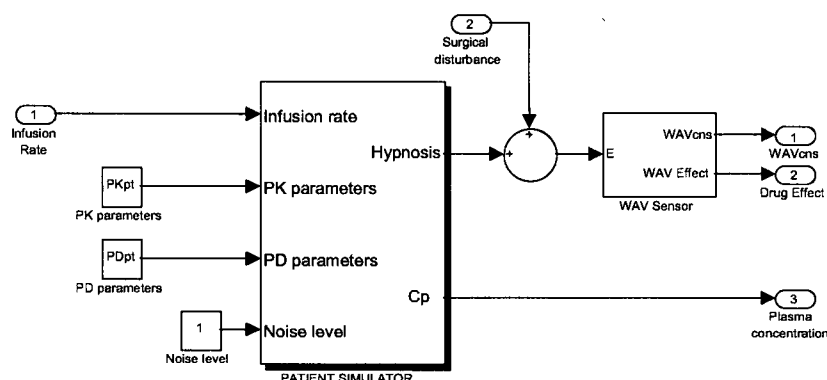 2
Surgical
disturbance
1
Infusion
Rate
Infusion rate
Hypnosis
PKpt
PK parameters
PK parameters
PDpt
PD parameters
PD parameters
Cp
1
Noise level
Noise level
PATIENT SIMULATOR
+
+
E
WAVcns
WAV Effect
WAV Sensor
1
WAVcns
2
Drug Effect
3
Plasma
concentration